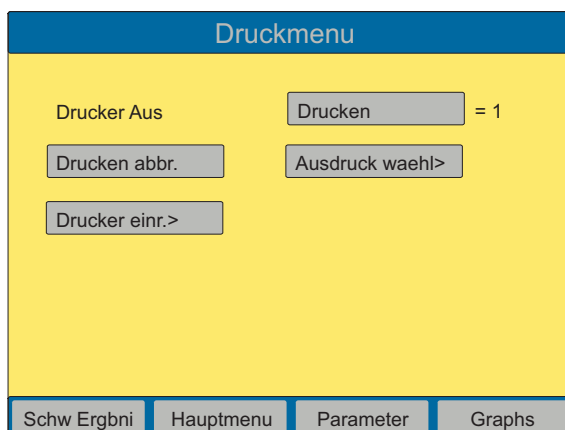 Druckmenu
Drucker Aus
Drucken = 1
Drucken abbr.
Ausdruck waehl>
Drucker einr.>
Schw Ergbni
Hauptmenu
Parameter
Graphs